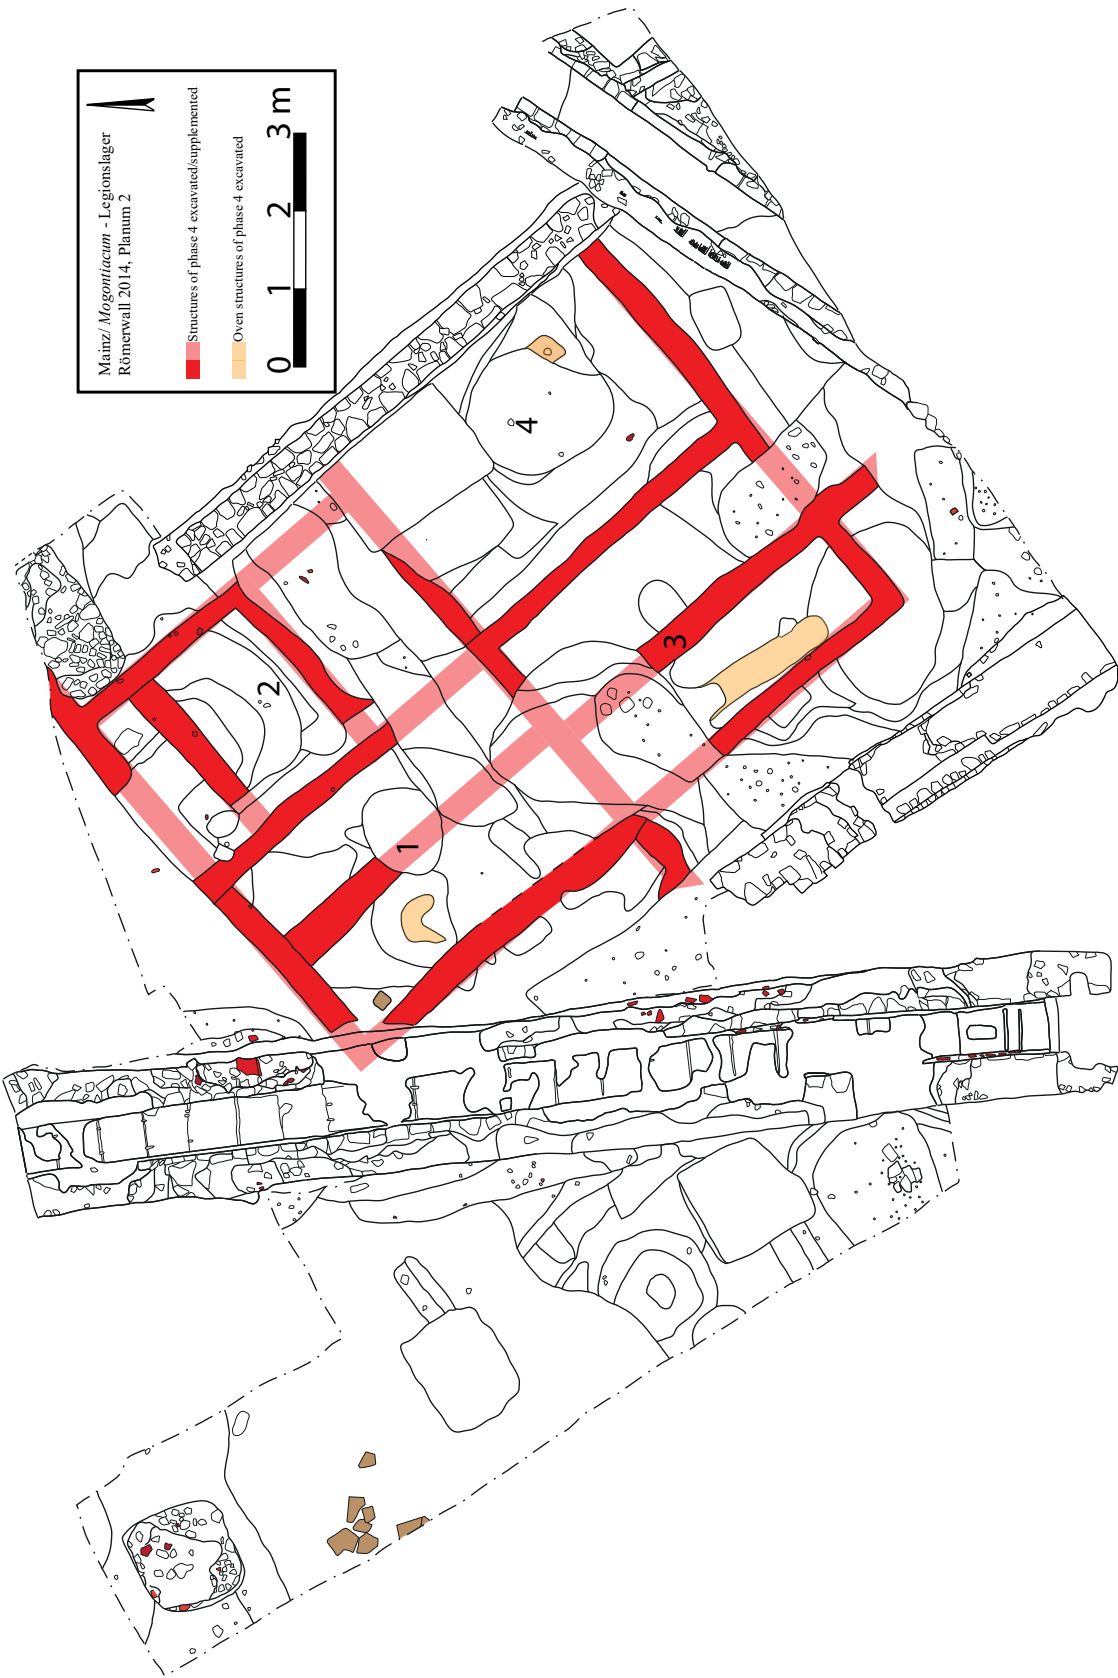 Mainz/ Mogontiacum - Legionslager
Römerwall 2014, Planum 2
Structures of phase 4 excavated/supplemented
Oven structures of phase 4 excavated
0 1 2 3 m
1
2
3
4